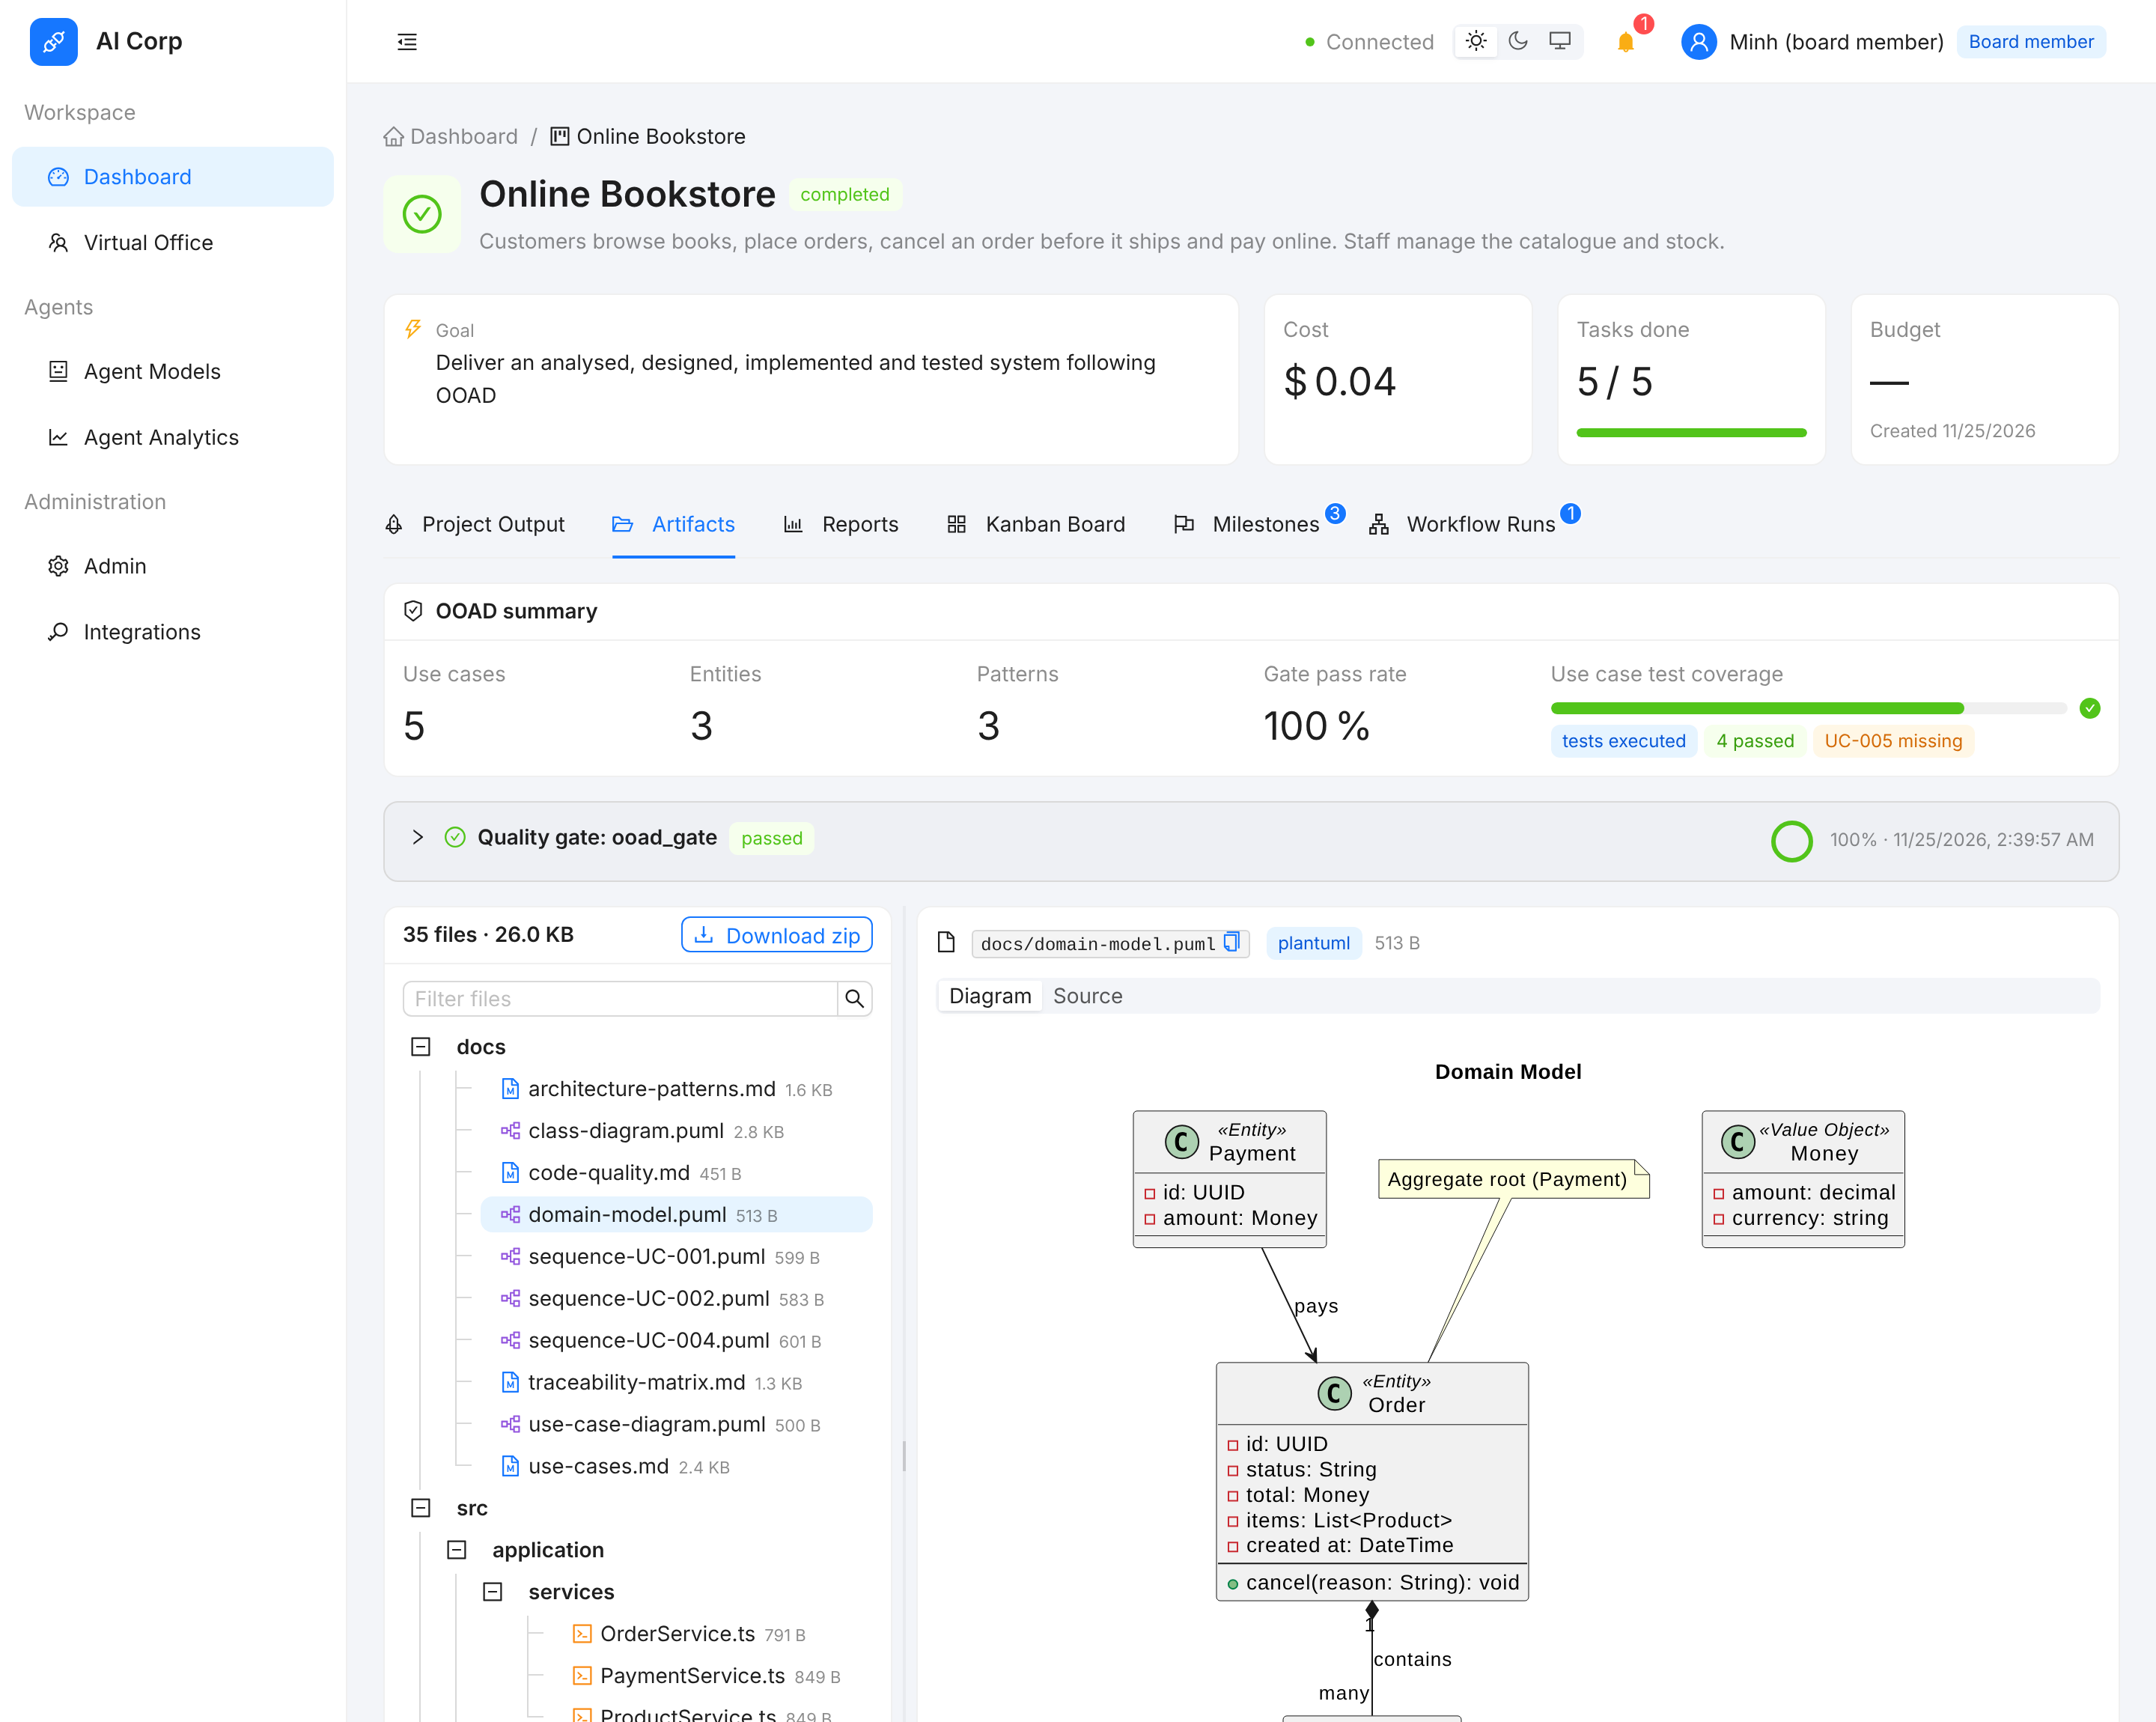 AI Corp
Workspace
Dashboard
Virtual Office
Agents
Agent Models
Agent Analytics
Administration
Admin
Integrations
Connected
1
Minh (board member)
Board member
Dashboard / Online Bookstore
Online Bookstore
completed
Customers browse books, place orders, cancel an order before it ships and pay online. Staff manage the catalogue and stock.
Goal
Deliver an analysed, designed, implemented and tested system following
OOAD
Cost
$ 0.04
Tasks done
5 / 5
Budget
—
Created 11/25/2026
Project Output
Artifacts
Reports
Kanban Board
Milestones
3
Workflow Runs
1
OOAD summary
Use cases
5
Entities
3
Patterns
3
Gate pass rate
100 %
Use case test coverage
tests executed
4 passed
UC-005 missing
Quality gate: ooad_gate
passed
100% · 11/25/2026, 2:39:57 AM
35 files · 26.0 KB
Download zip
Filter files
docs
architecture-patterns.md 1.6 KB
class-diagram.puml 2.8 KB
code-quality.md 451 B
domain-model.puml 513 B
sequence-UC-001.puml 599 B
sequence-UC-002.puml 583 B
sequence-UC-004.puml 601 B
traceability-matrix.md 1.3 KB
use-case-diagram.puml 500 B
use-cases.md 2.4 KB
src
application
services
OrderService.ts 791 B
PaymentService.ts 849 B
ProductService.ts 849 B
docs/domain-model.puml
plantuml
513 B
Diagram
Source
Domain Model
C
«Entity»
Payment
id: UUID
amount: Money
Aggregate root (Payment)
C
«Value Object»
Money
amount: decimal
currency: string
pays
C
«Entity»
Order
id: UUID
status: String
total: Money
items: List<Product>
created at: DateTime
cancel(reason: String): void
1
contains
many